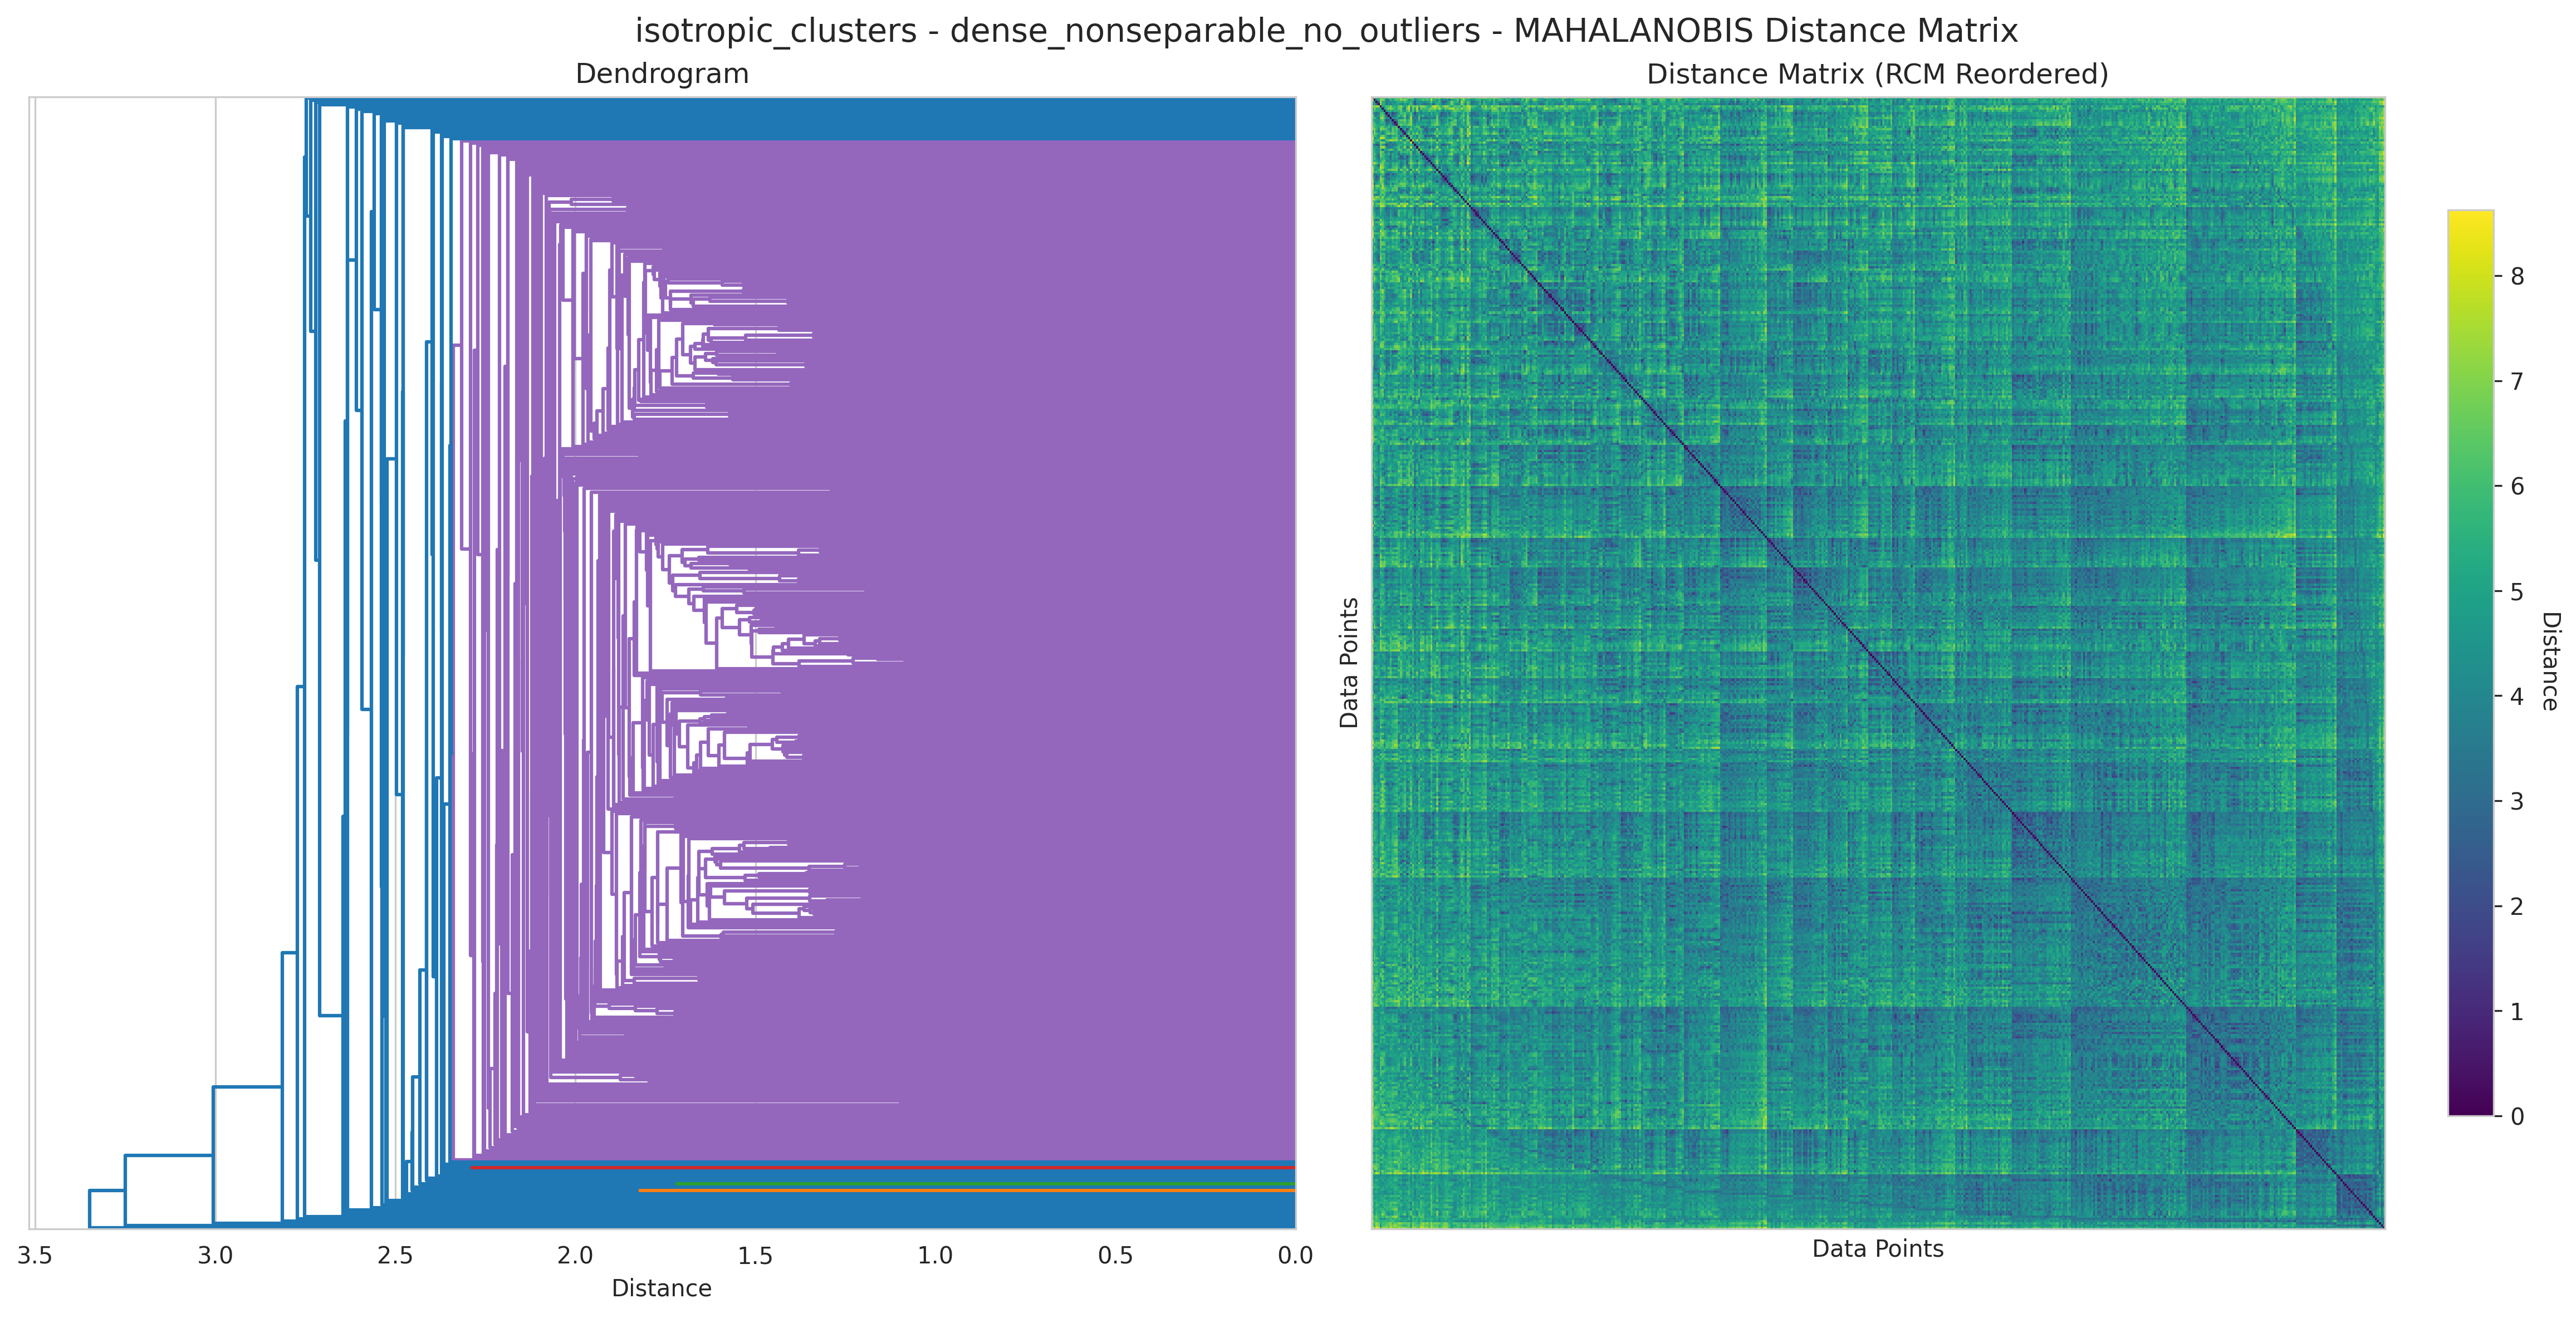 isotropic_clusters - dense_nonseparable_no_outliers - MAHALANOBIS Distance Matrix
Dendrogram
3.5 3.0 2.5 2.0 1.5 1.0 0.5 0.0
Distance
Distance Matrix (RCM Reordered)
Data Points
Data Points
8
7
6
5
4
3
2
1
0
Distance